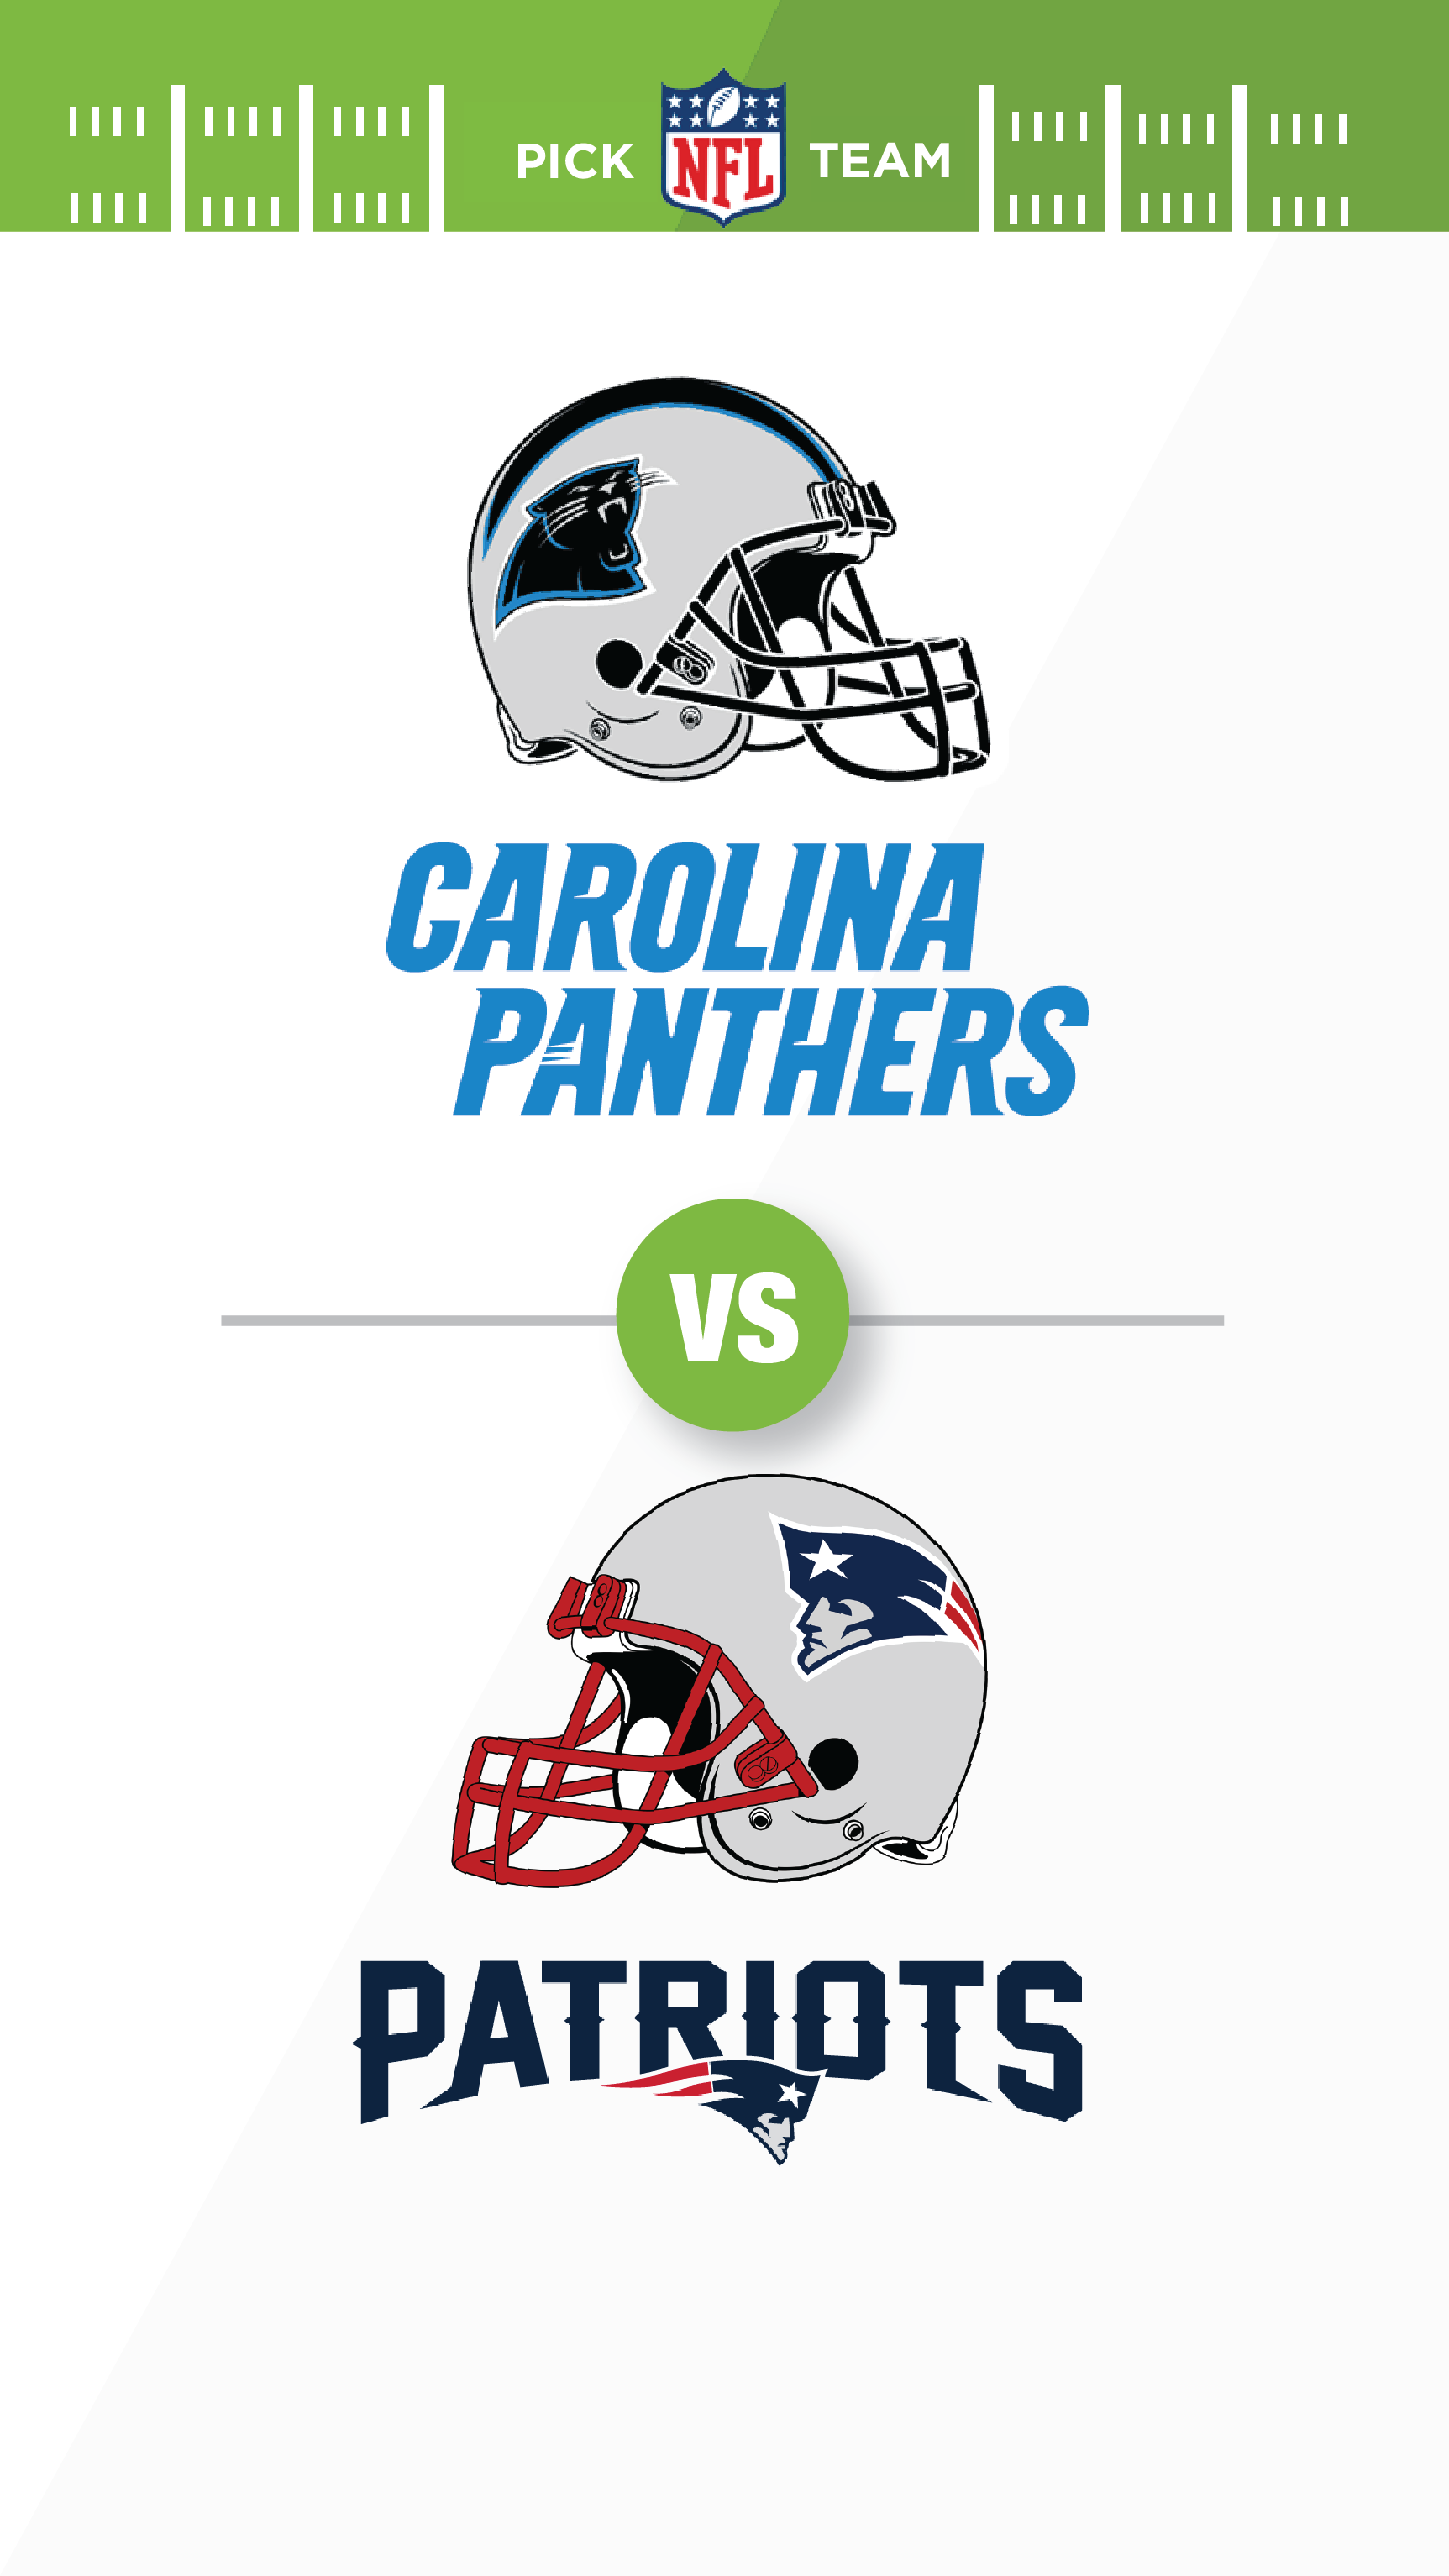 PICK NFL TEAM
CAROLINA
PANTHERS
VS
PATRIOTS